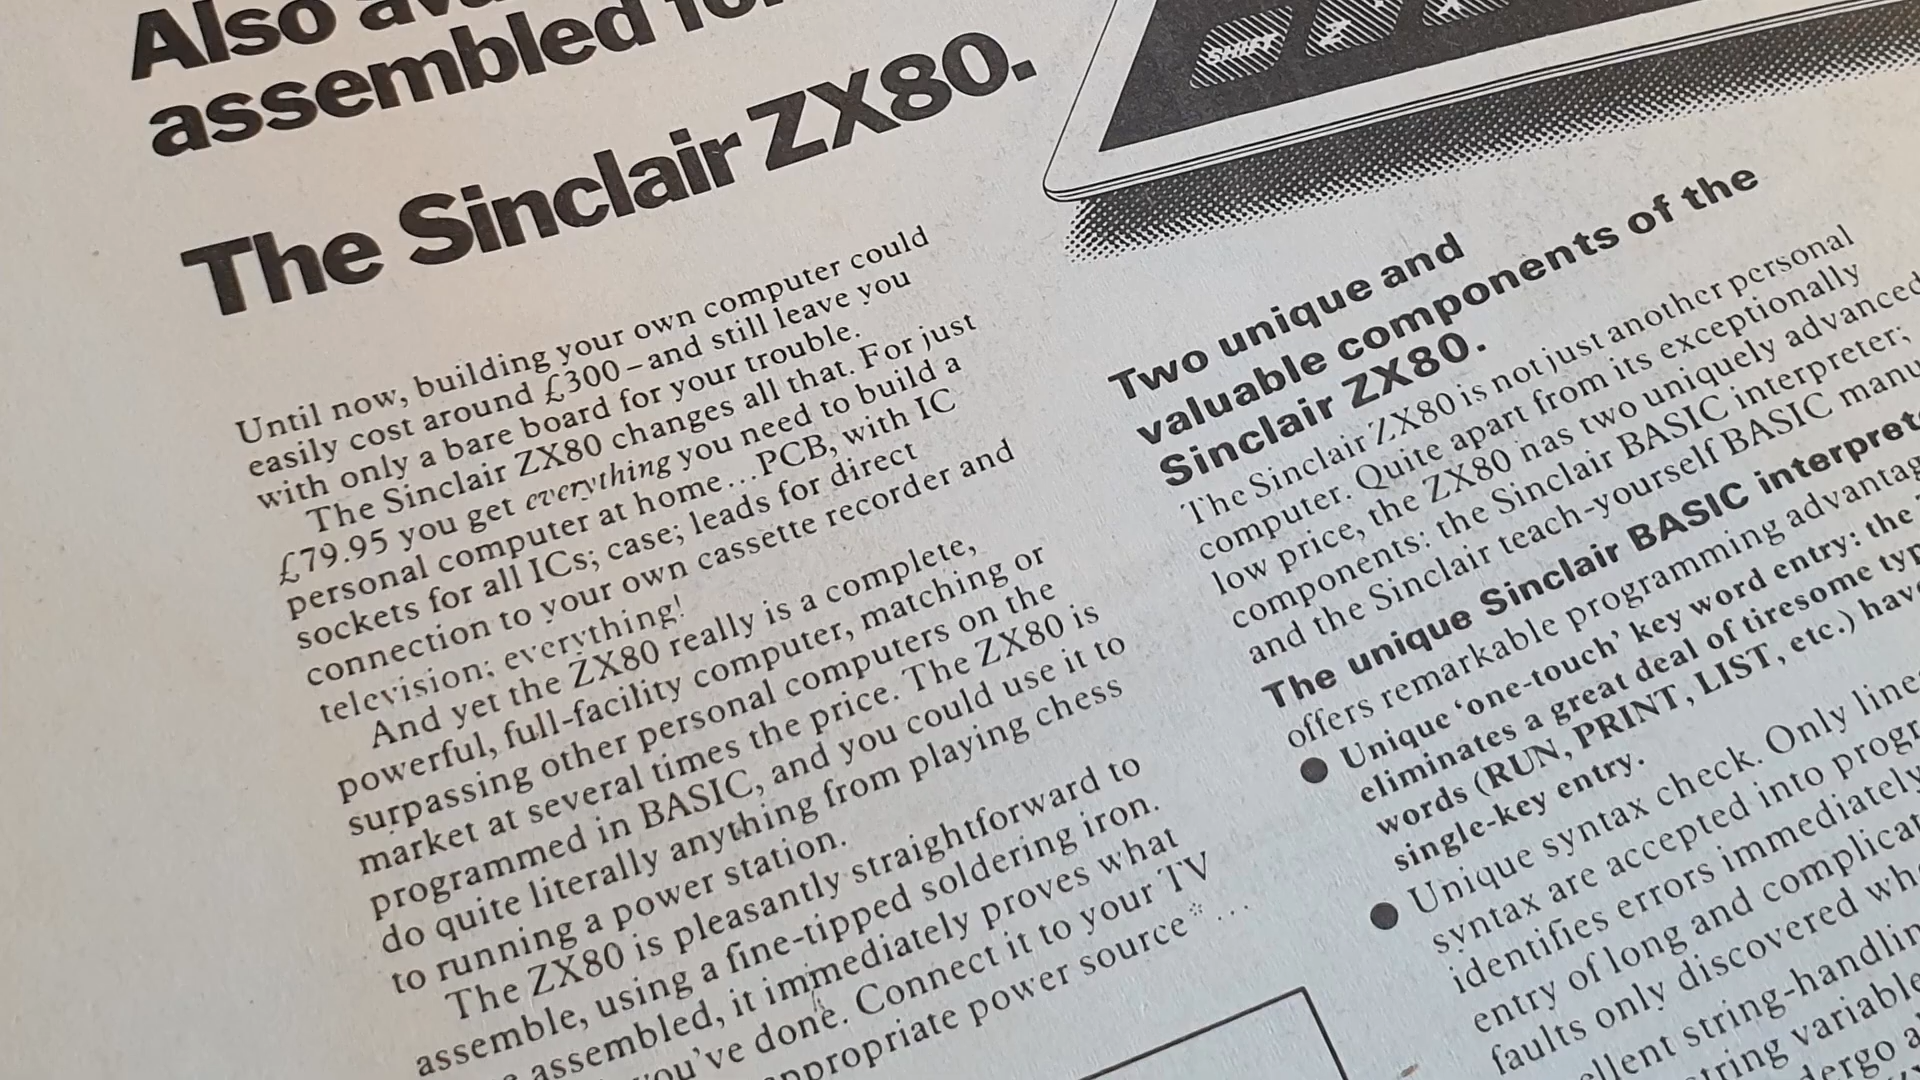 Also
assembled
The Sinclair ZX80.
Until now, building your own computer could
easily cost around £300 – and still leave you
with only a bare board for your trouble.
The Sinclair ZX80 changes all that. For just
£79.95 you get everything you need to build a
personal computer at home...PCB, with IC
sockets for all ICs; case; leads for direct
connection to your own cassette recorder and
television; everything!
And yet the ZX80 really is a complete,
powerful, full-facility computer, matching or
surpassing other personal computers on the
market at several times the price. The ZX80 is
programmed in BASIC, and you could use it to
do quite literally anything from playing chess
to running a power station.
The ZX80 is pleasantly straightforward to
assemble, using a fine-tipped soldering iron.
assembled, it immediately proves what
you've done. Connect it to your TV
appropriate power source*...
SHIFT
Z
Two unique and
valuable components of the
Sinclair ZX80.
The Sinclair ZX80 is not just another personal
computer. Quite apart from its exceptionally
low price, the ZX80 has two uniquely advanced
components: the Sinclair BASIC interpreter;
and the Sinclair teach-yourself BASIC manu
The unique Sinclair BASIC interpret
offers remarkable programming advantag
● Unique 'one-touch' key word entry: the
eliminates a great deal of tiresome typ
words (RUN, PRINT, LIST, etc.) have
single-key entry.
● Unique syntax check. Only line
syntax are accepted into progr
identifies errors immediately
entry of long and complicat
faults only discovered whe
ellent string-handlin
string variable
dergo a